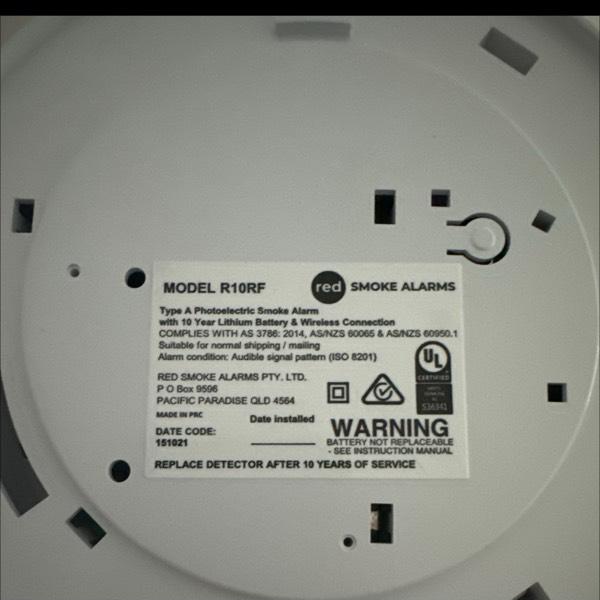 MODEL R10RF
red SMOKE ALARMS
Type A Photoelectric Smoke Alarm
with 10 Year Lithium Battery & Wireless Connection
COMPLIES WITH AS 3786: 2014, AS/NZS 60065 & AS/NZS 60950.1
Suitable for normal shipping / mailing
Alarm condition: Audible signal pattern (ISO 8201)
UL
CERTIFIED
S36341
RED SMOKE ALARMS PTY. LTD.
P O Box 9596
PACIFIC PARADISE QLD 4564
MADE IN PRC
Date installed
DATE CODE:
151021
WARNING
BATTERY NOT REPLACEABLE
- SEE INSTRUCTION MANUAL
REPLACE DETECTOR AFTER 10 YEARS OF SERVICE